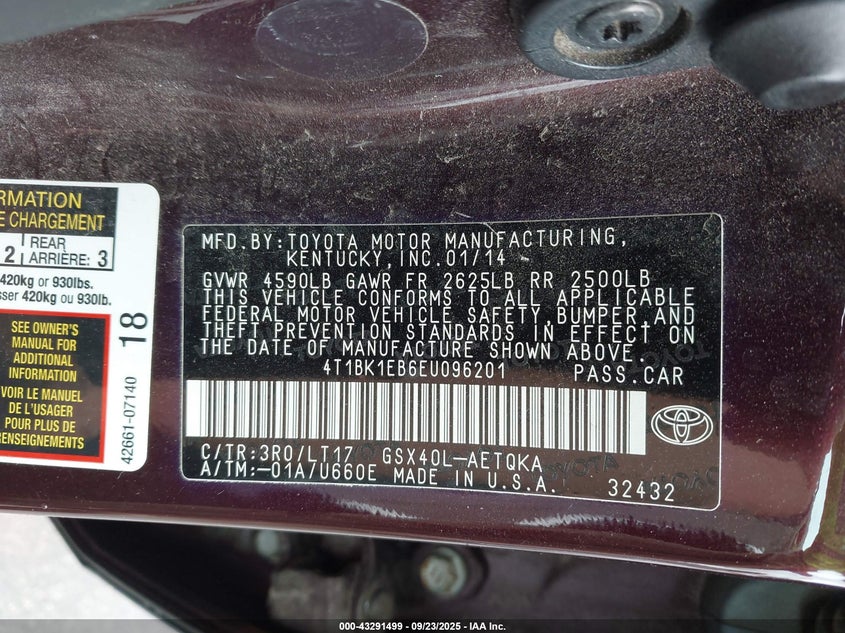 RMATION
E CHARGEMENT
2 REAR ARRIÈRE: 3
420kg or 930lbs.
sser 420kg ou 930lb.
SEE OWNER'S
MANUAL FOR
ADDITIONAL
INFORMATION
VOIR LE MANUEL
DE L'USAGER
POUR PLUS DE
RENSEIGNEMENTS
18
42661-07140
MFD.BY:TOYOTA MOTOR MANUFACTURING,
KENTUCKY,INC.01/14
GVWR 4590LB GAWR FR 2625LB RR 2500LB
THIS VEHICLE CONFORMS TO ALL APPLICABLE
FEDERAL MOTOR VEHICLE SAFETY,BUMPER,AND
THEFT PREVENTION STANDARDS IN EFFECT ON
THE DATE OF MANUFACTURE SHOWN ABOVE.
4T1BK1EB6EU096201 PASS.CAR
C/TR:3R0/LT17 GSX40L-AETQKA
A/TM:-01A/U660E MADE IN U.S.A. 32432
000-43291499 - 09/23/2025 - IAA Inc.